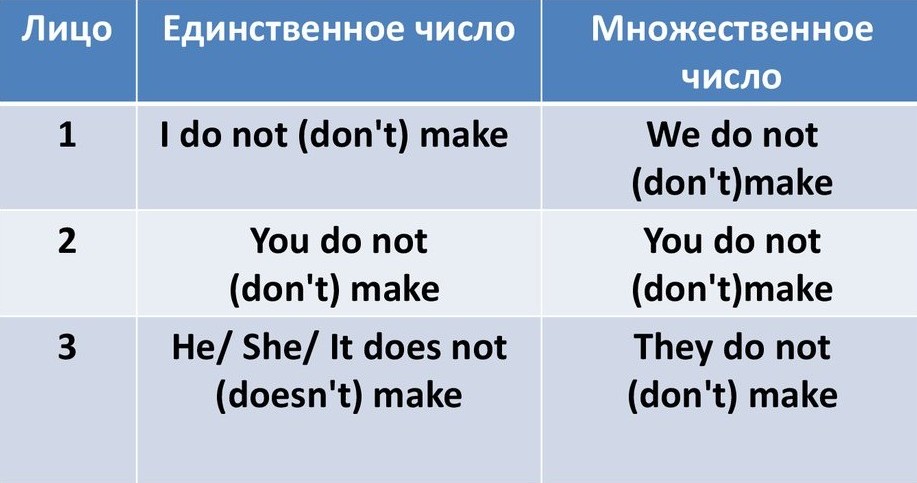 Лицо Единственное число Множественное
число
1 I do not (don't) make We do not
(don't)make
2 You do not You do not
(don't) make (don't)make
3 He/ She/ It does not They do not
(doesn't) make (don't) make